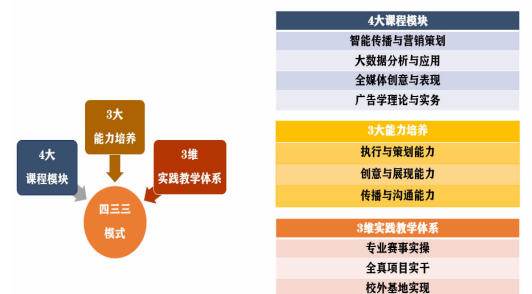 3大
能力培养
4大
课程模块
3维
实践教学体系
四三三
模式
4大课程模块
智能传播与营销策划
大数据分析与应用
全媒体创意与表现
广告学理论与实务
3大能力培养
执行与策划能力
创意与展现能力
传播与沟通能力
3维实践教学体系
专业赛事实操
全真项目实干
校外基地实现